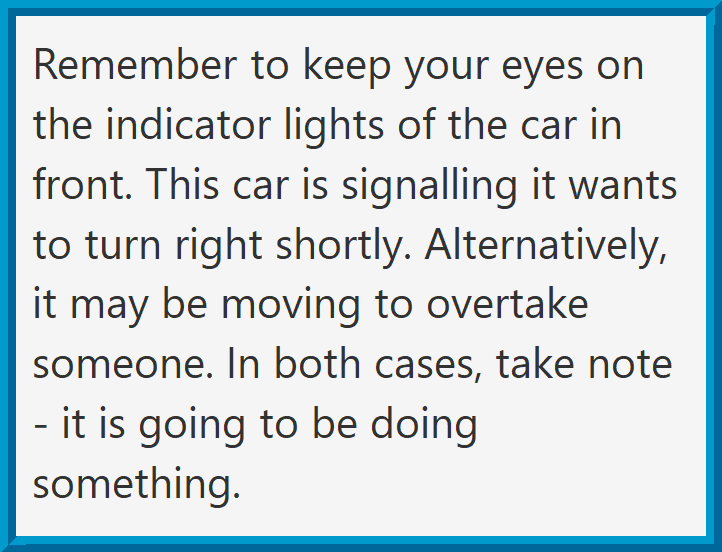 Remember to keep your eyes on
the indicator lights of the car in
front. This car is signalling it wants
to turn right shortly. Alternatively,
it may be moving to overtake
someone. In both cases, take note
- it is going to be doing
something.